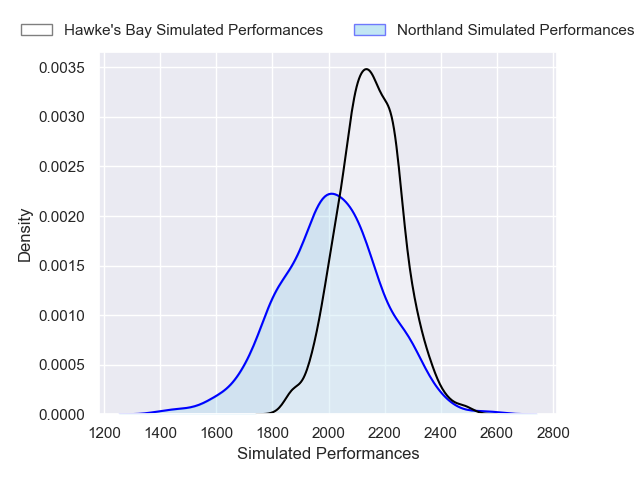 Hawke's Bay Simulated Performances Northland Simulated Performances
0.0035
0.0030
0.0025
0.0020
0.0015
0.0010
0.0005
0.0000
Density
1200 1400 1600 1800 2000 2200 2400 2600 2800
Simulated Performances